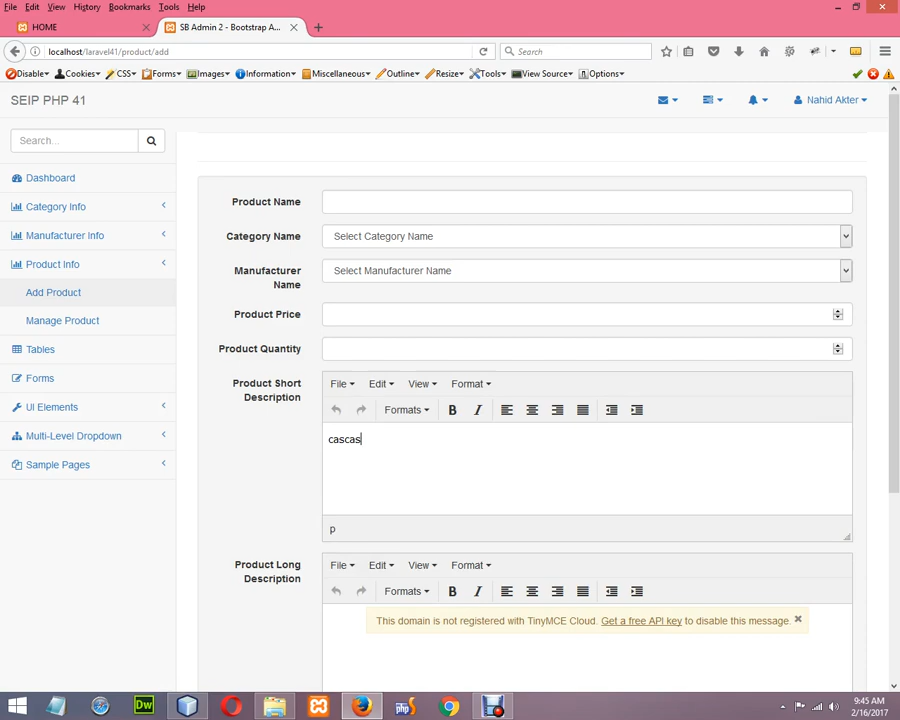 File Edit View History Bookmarks Tools Help
HOME × SB Admin 2 - Bootstrap A... × +
localhost/laravel41/product/add Search
Disable Cookies CSS Forms Images Information Miscellaneous Outline Resize Tools View Source Options
SEIP PHP 41 Nahid Akter
Search...
Dashboard
Category Info
Manufacturer Info
Product Info
Add Product
Manage Product
Tables
Forms
UI Elements
Multi-Level Dropdown
Sample Pages
Product Name
Category Name Select Category Name
Manufacturer Name Select Manufacturer Name
Product Price
Product Quantity
Product Short Description
File Edit View Format
Formats B I
cascas
p
Product Long Description
File Edit View Format
Formats B I
This domain is not registered with TinyMCE Cloud. Get a free API key to disable this message. ×
Dw php
9:45 AM
2/16/2017